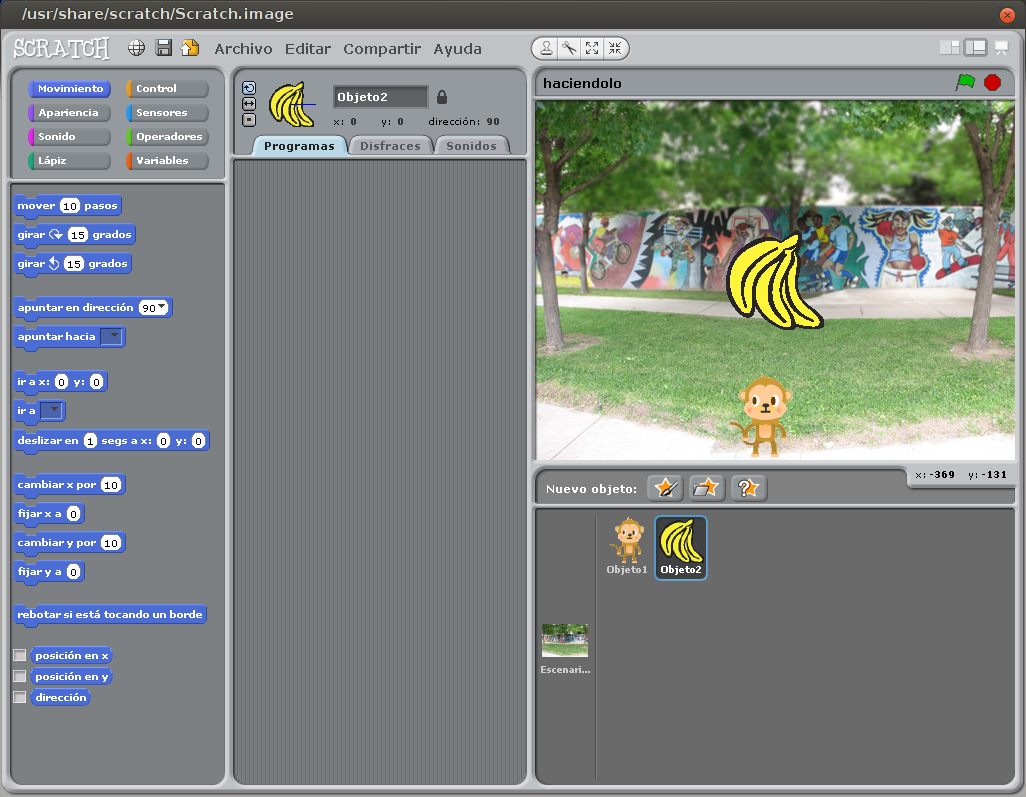 /usr/share/scratch/Scratch.image
SCRATCH Archivo Editar Compartir Ayuda
Movimiento Control
Apariencia Sensores
Sonido Operadores
Lápiz Variables
mover 10 pasos
girar 15 grados
girar 15 grados
apuntar en dirección 90
apuntar hacia
ir a x: 0 y: 0
ir a
deslizar en 1 segs a x: 0 y: 0
cambiar x por 10
fijar x a 0
cambiar y por 10
fijar y a 0
rebotar si está tocando un borde
posición en x
posición en y
dirección
Objeto2
x: 0 y: 0 dirección: 90
Programas Disfraces Sonidos
haciendolo
x: -369 y: -131
Nuevo objeto:
Objeto1 Objeto2
Escenari...